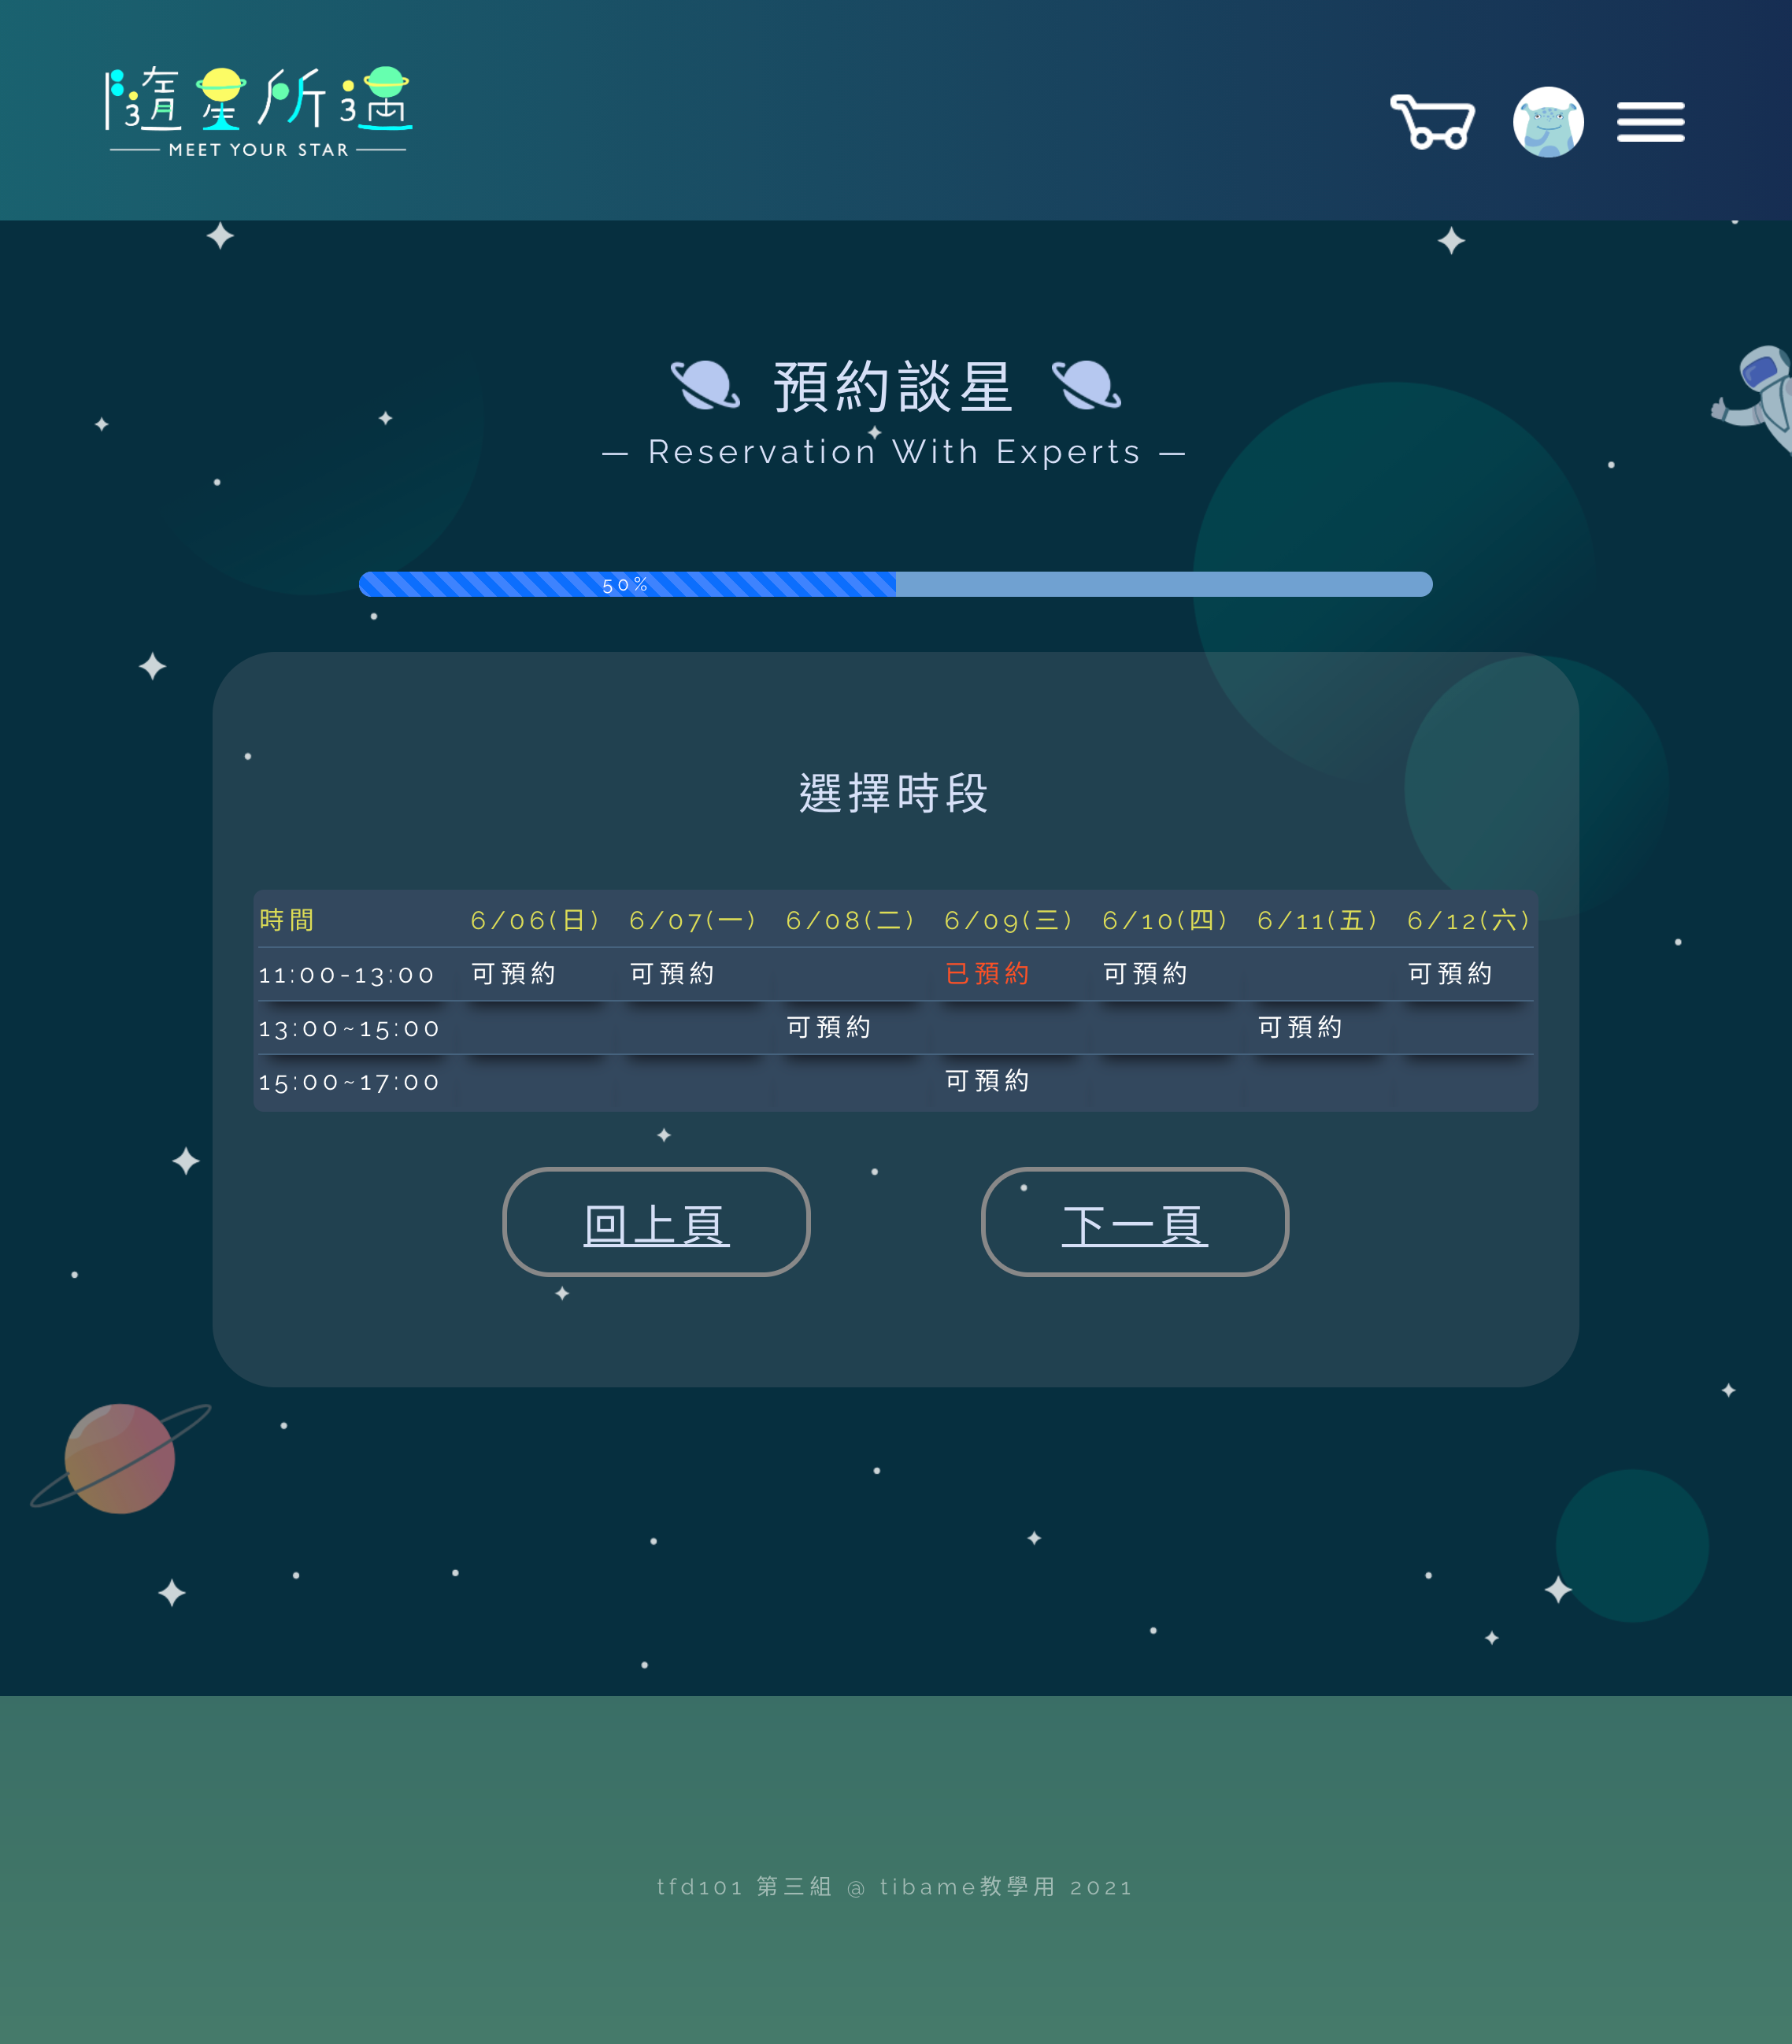 隨星所遇
MEET YOUR STAR
預約談星
— Reservation With Experts —
50%
選擇時段
時間 6/06(日) 6/07(一) 6/08(二) 6/09(三) 6/10(四) 6/11(五) 6/12(六)
11:00-13:00 可預約 可預約 已預約 可預約 可預約
13:00~15:00 可預約 可預約
15:00~17:00 可預約
回上頁 下一頁
tfd101 第三組 @ tibame教學用 2021